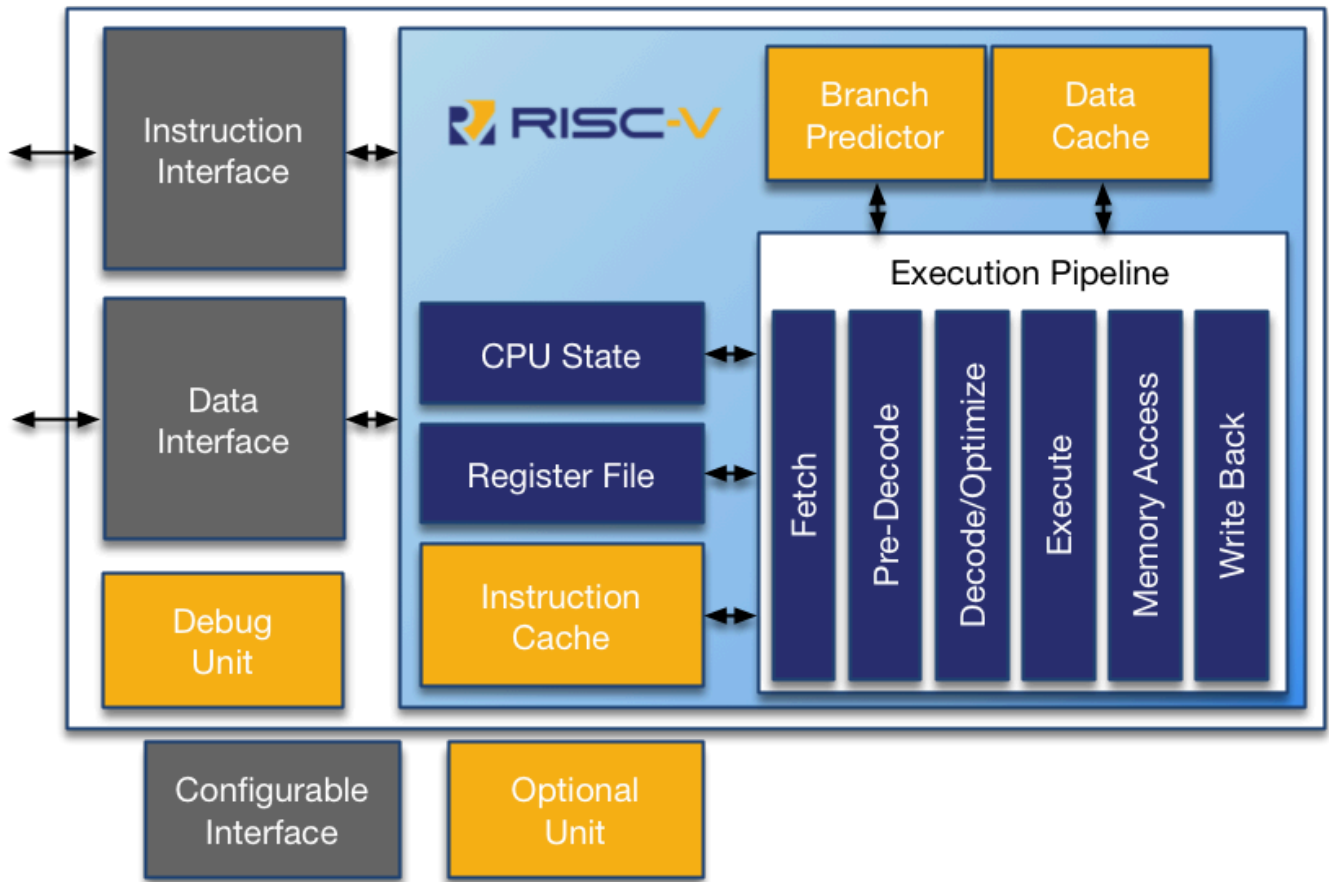 Instruction
Interface
RISC-V
Branch
Predictor
Data
Cache
Execution Pipeline
CPU State
Data
Interface
Register File
Instruction
Cache
Debug
Unit
Fetch
Pre-Decode
Decode/Optimize
Execute
Memory Access
Write Back
Configurable
Interface
Optional
Unit